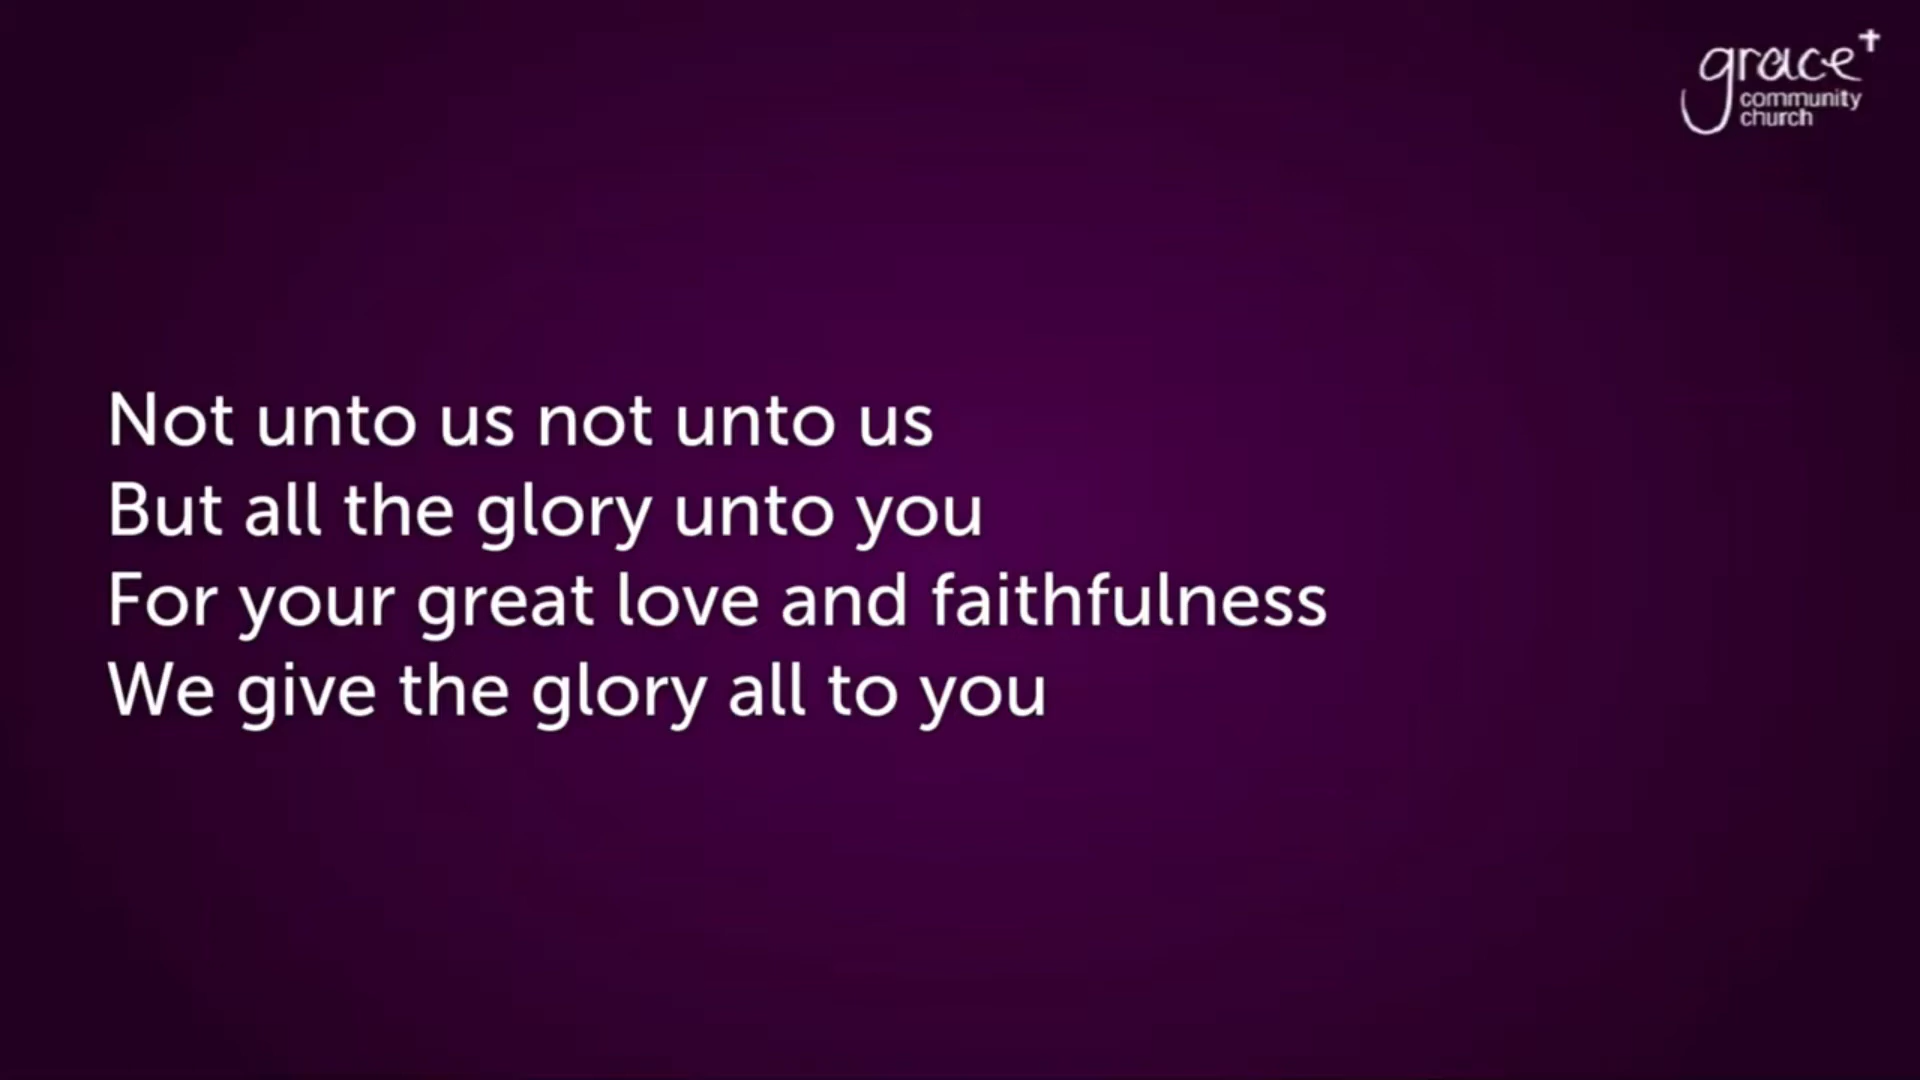 grace
community
church
Not unto us not unto us
But all the glory unto you
For your great love and faithfulness
We give the glory all to you